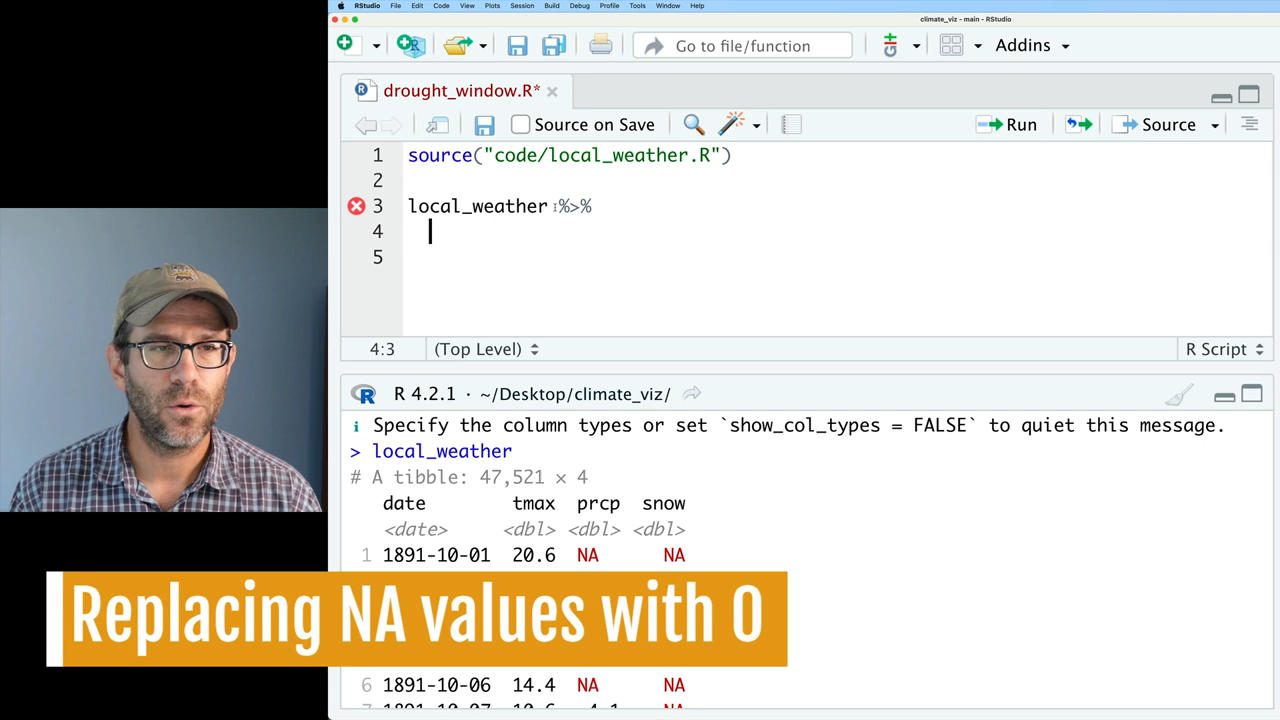 RStudio File Edit Code View Plots Session Build Debug Profile Tools Window Help
climate_viz - main - RStudio
Go to file/function Addins
drought_window.R*
Source on Save Run Source
1 source("code/local_weather.R")
2
3 local_weather %>%
4
5
4:3 (Top Level) R Script
R 4.2.1 · ~/Desktop/climate_viz/
i Specify the column types or set `show_col_types = FALSE` to quiet this message.
> local_weather
# A tibble: 47,521 × 4
date tmax prcp snow
<date> <dbl> <dbl> <dbl>
1 1891-10-01 20.6 NA NA
Replacing NA values with 0
6 1891-10-06 14.4 NA NA